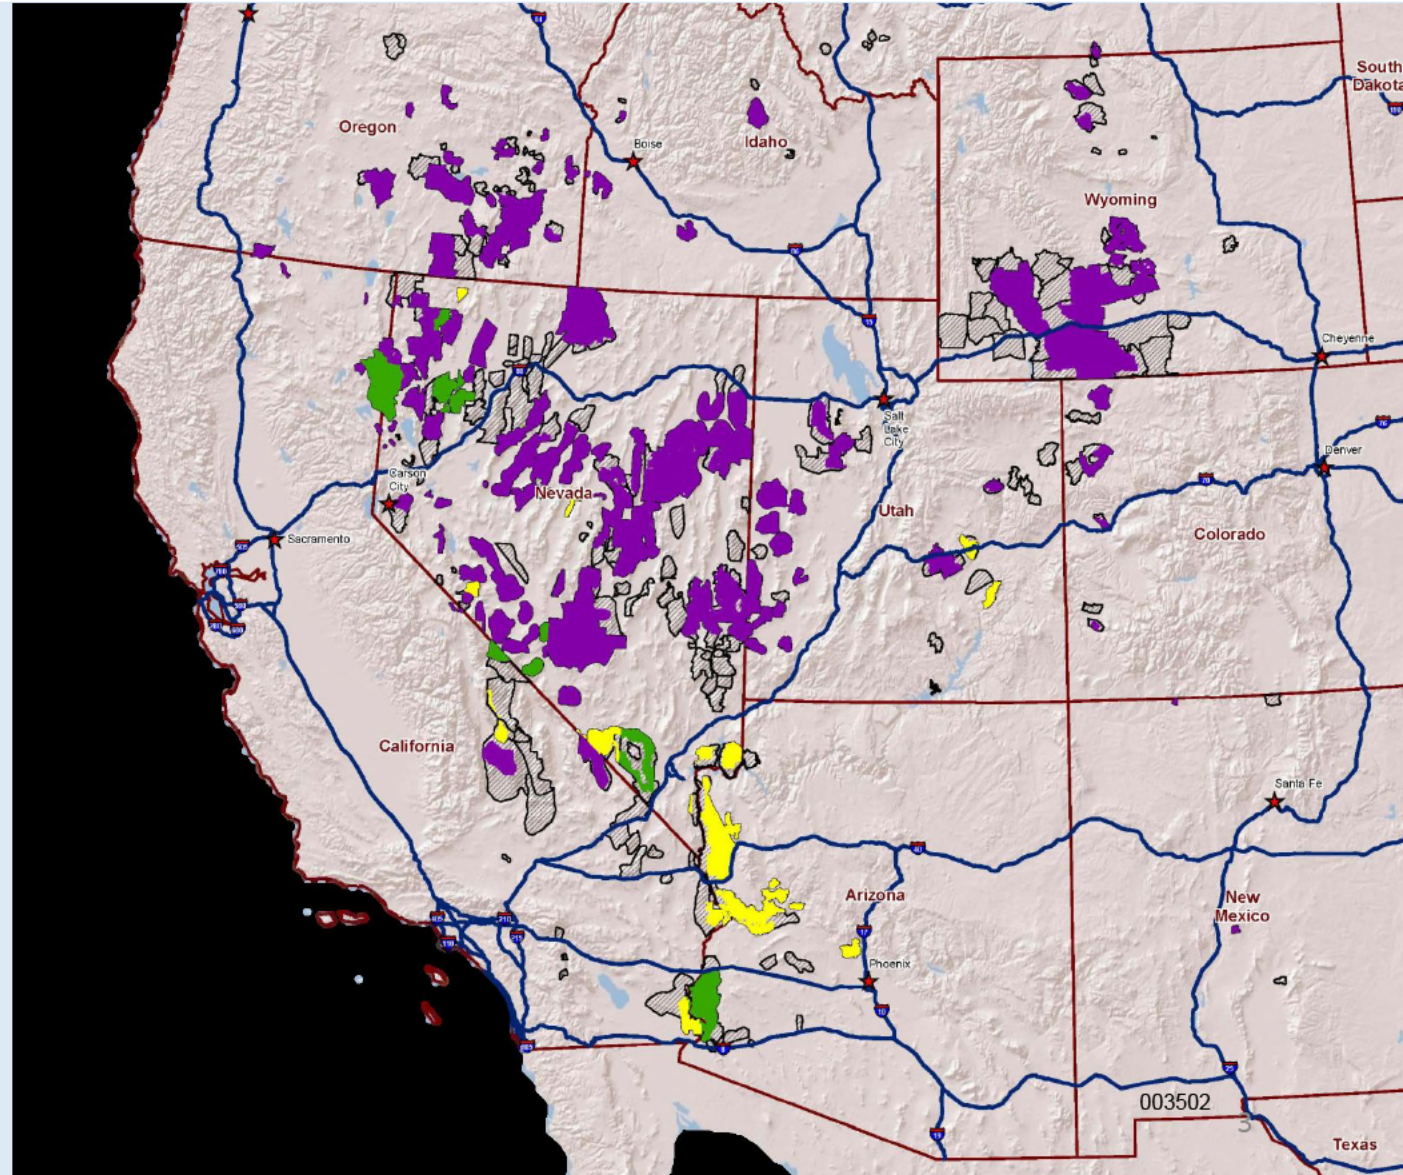 South
Dakota
Oregon
Boise
Idaho
Wyoming
Cheyenne
Salt
Lake
City
Denver
Carson
City
Nevada
Utah
Colorado
Sacramento
California
Santa Fe
Arizona
New
Mexico
Phoenix
003502
3
Texas